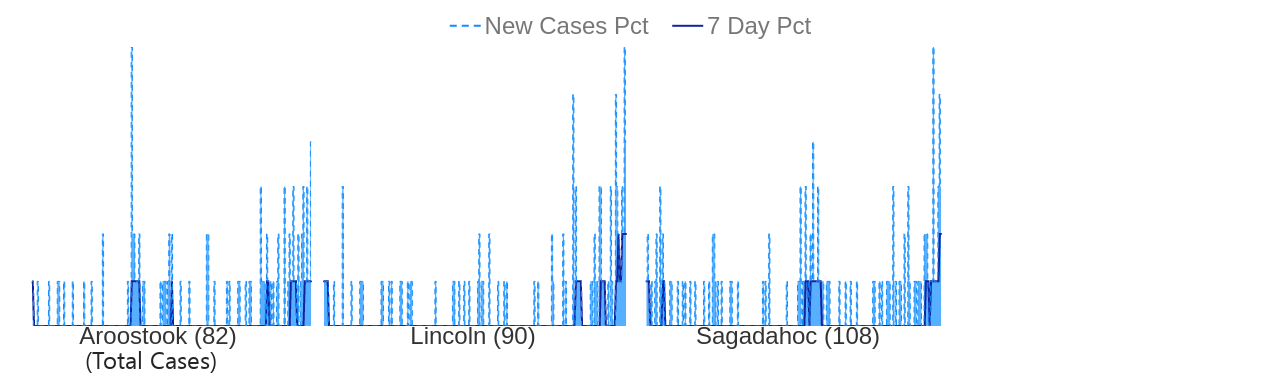 New Cases Pct 7 Day Pct
Aroostook (82) Lincoln (90) Sagadahoc (108)
(Total Cases)